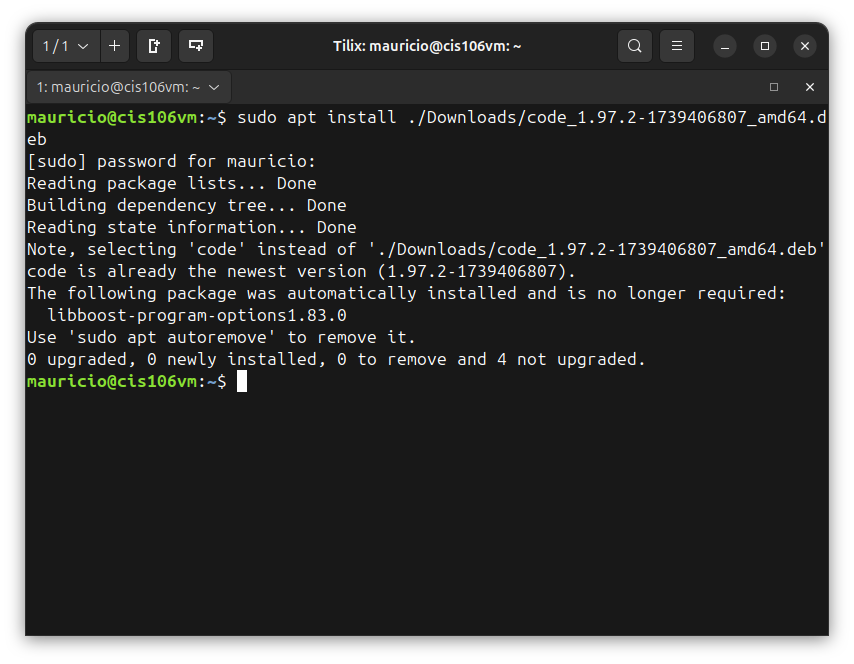 1 / 1
Tilix: mauricio@cis106vm: ~
1: mauricio@cis106vm: ~
mauricio@cis106vm:~$ sudo apt install ./Downloads/code_1.97.2-1739406807_amd64.d
eb
[sudo] password for mauricio:
Reading package lists... Done
Building dependency tree... Done
Reading state information... Done
Note, selecting 'code' instead of './Downloads/code_1.97.2-1739406807_amd64.deb'
code is already the newest version (1.97.2-1739406807).
The following package was automatically installed and is no longer required:
  libboost-program-options1.83.0
Use 'sudo apt autoremove' to remove it.
0 upgraded, 0 newly installed, 0 to remove and 4 not upgraded.
mauricio@cis106vm:~$